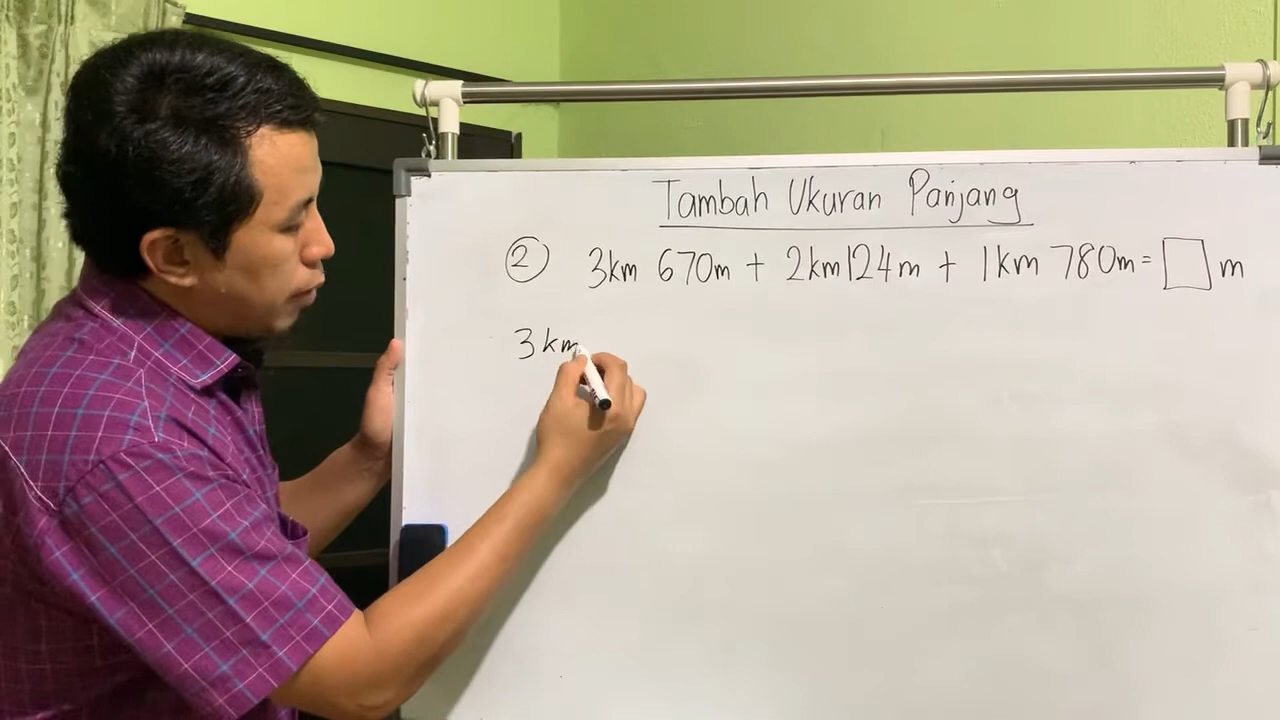 Tambah Ukuran Panjang
2 3km 670m + 2km 124m + 1km 780m = □ m
3km